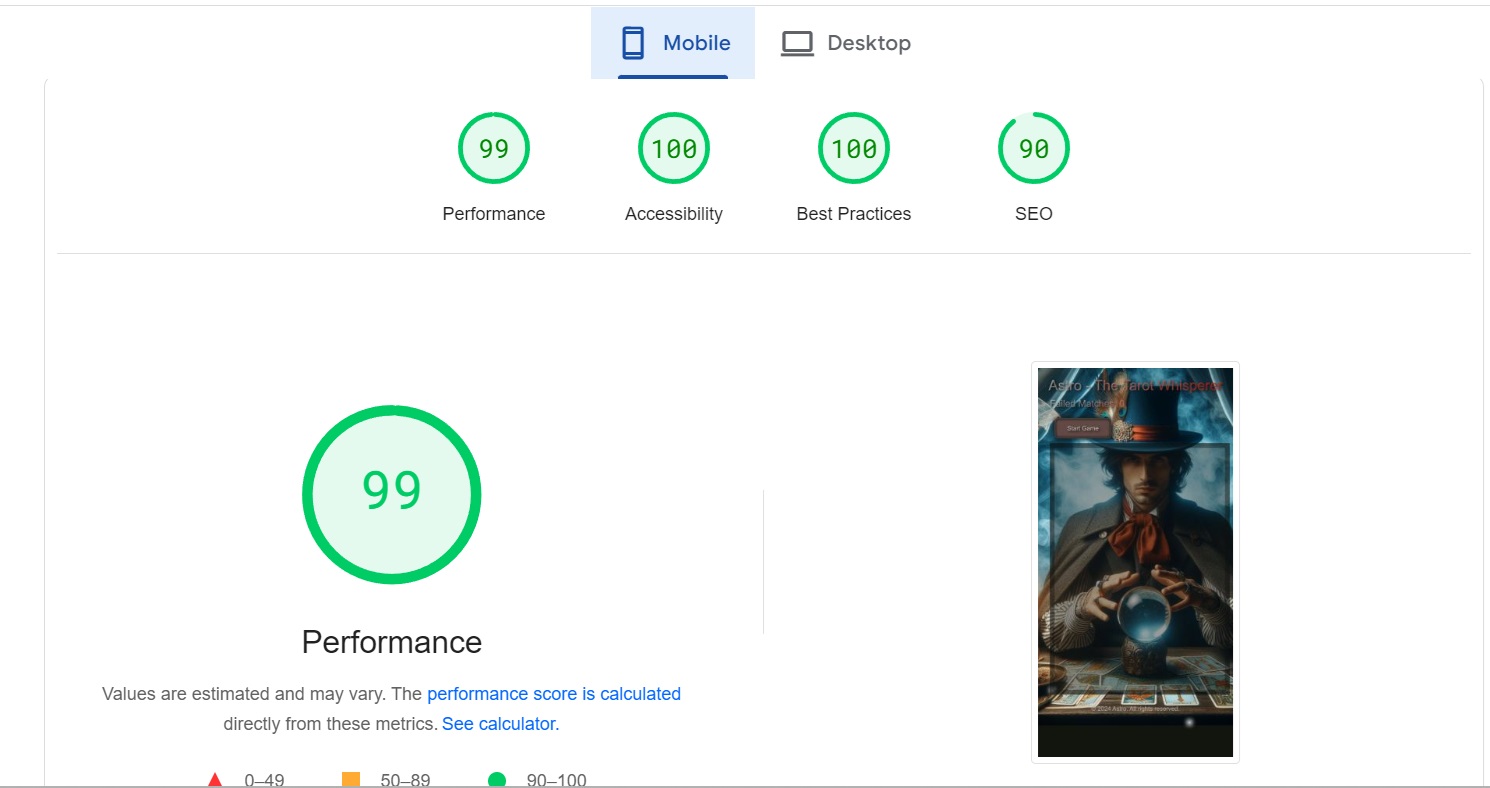 Mobile
Desktop
99
100
100
90
Performance
Accessibility
Best Practices
SEO
99
Performance
Values are estimated and may vary. The performance score is calculated
directly from these metrics. See calculator.
0–49
50–89
90–100
Astro - The Tarot Whisperer
Failed Matches: 0
Start Game
© 2024 Astro. All rights reserved.